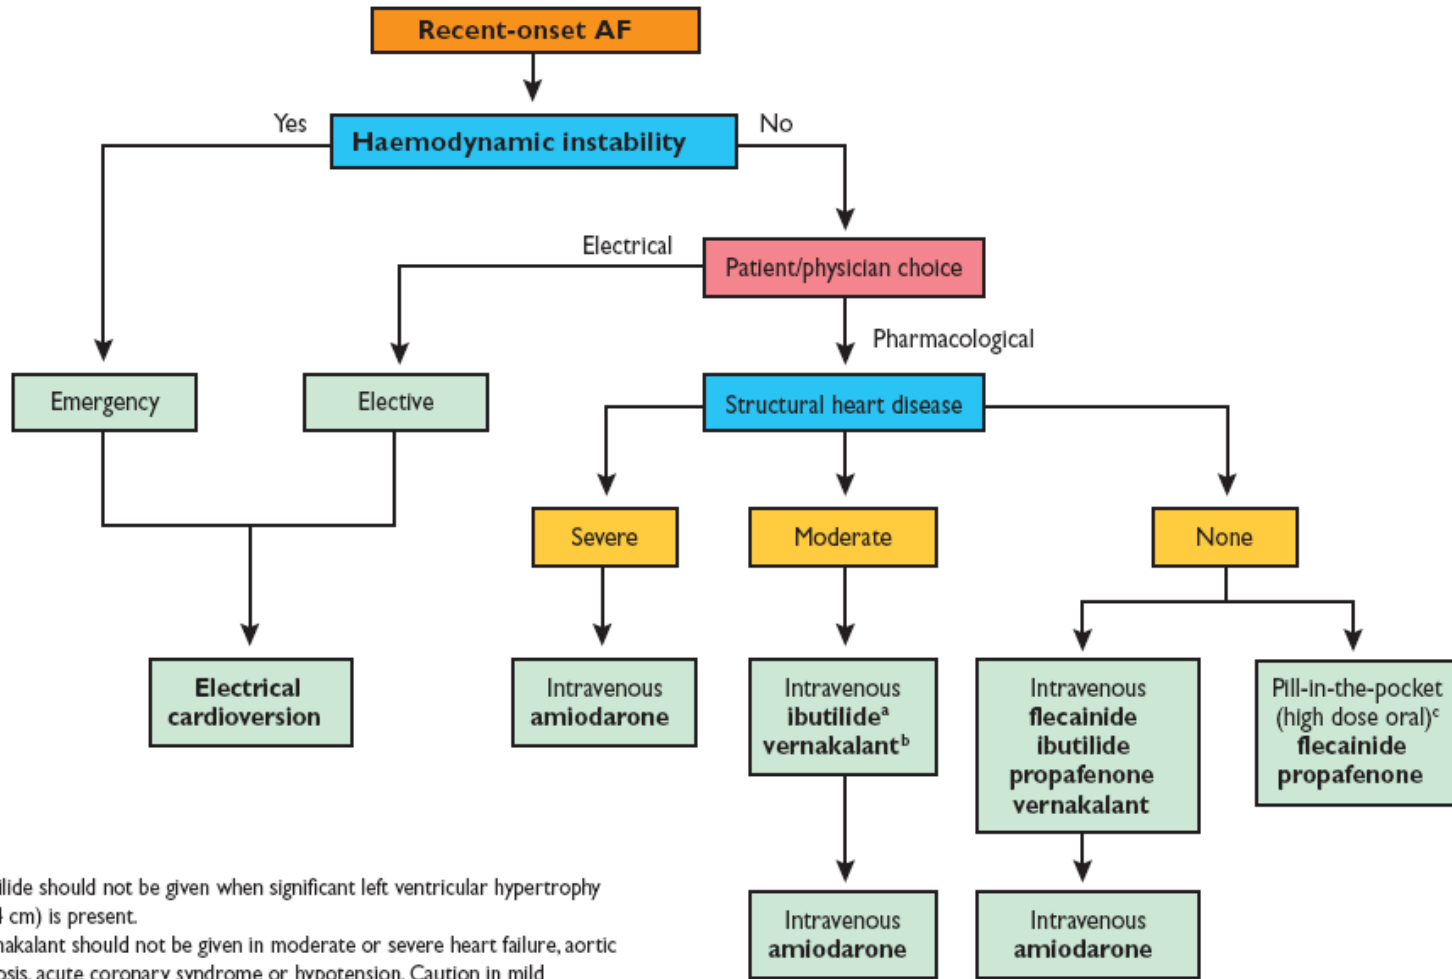 Recent-onset AF
Yes
Haemodynamic instability
No
Electrical
Patient/physician choice
Pharmacological
Emergency
Elective
Structural heart disease
Severe
Moderate
None
Electrical
cardioversion
Intravenous
amiodarone
Intravenous
ibutilideᵃ
vernakalantᵇ
Intravenous
flecainide
ibutilide
propafenone
vernakalant
Pill-in-the-pocket
(high dose oral)ᶜ
flecainide
propafenone
Intravenous
amiodarone
Intravenous
amiodarone
should not be given when significant left ventricular hypertrophy
cm) is present.
should not be given in moderate or severe heart failure, aortic
acute coronary syndrome or hypotension. Caution in mild